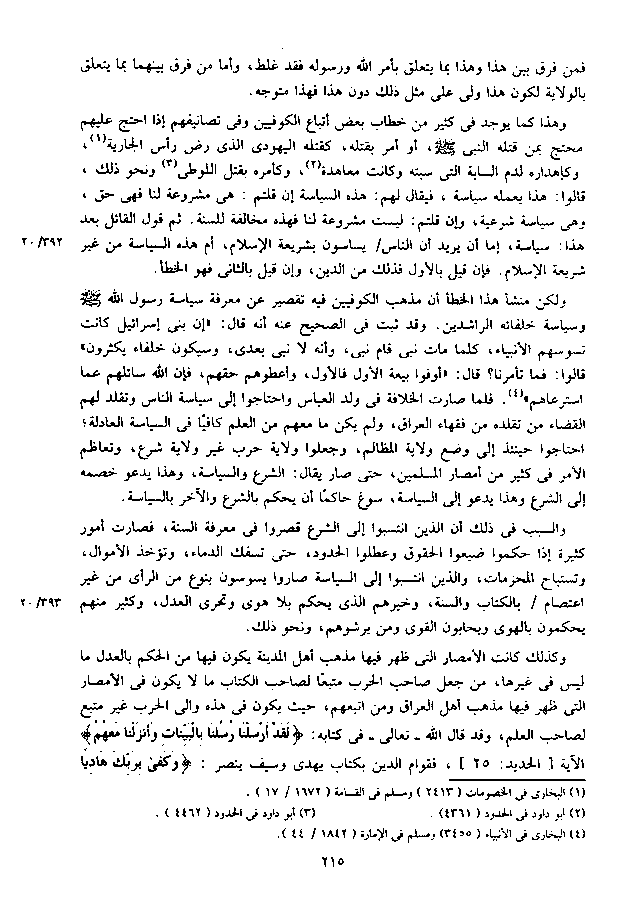 فمن فرق بين هذا وهذا بما يتعلق بأمر الله ورسوله فقد غلط، وأما من فرق بينهما بما يتعلق
بالولاية لكون هذا ولى على مثل ذلك دون هذا فهذا متوجه.
وهذا كما يوجد فى كثير من خطاب بعض أتباع الكوفيين وفى تصانيفهم إذا احتج عليهم
محتج بمن قتله النبى ﷺ، أو أمر بقتله، كقتله اليهودى الذى رض رأس الجارية(١)،
وكإهداره لدم السابة التى سبته وكانت معاهدة(٢)، وكأمره بقتل اللوطى(٣) ونحو ذلك،
قالوا: هذا يعمله سياسة، فيقال لهم: هذه السياسة إن قلتم: هى مشروعة لنا فهى حق،
وهى سياسة شرعية، وإن قلتم: ليست مشروعة لنا فهذه مخالفة للسنة. ثم قول القائل بعد
هذا: سياسة، إما أن يريد أن الناس/ يساسون بشريعة الإسلام، أم هذه السياسة من غير
٢٠/٣٩٢
شريعة الإسلام. فإن قيل بالأول فذلك من الدين، وإن قيل بالثانى فهو الخطأ.
ولكن منشأ هذا الخطأ أن مذهب الكوفيين فيه تقصير عن معرفة سياسة رسول الله ﷺ
وسياسة خلفائه الراشدين. وقد ثبت فى الصحيح عنه أنه قال: «إن بنى إسرائيل كانت
تسوسهم الأنبياء، كلما مات نبى قام نبى، وأنه لا نبى بعدى، وسيكون خلفاء يكثرون»
قالوا: فما تأمرنا؟ قال: «أوفوا بيعة الأول فالأول، وأعطوهم حقهم، فإن الله سائلهم عما
استرعاهم»(٤). فلما صارت الخلافة فى ولد العباس واحتاجوا إلى سياسة الناس وتقلد لهم
القضاء من تقلده من فقهاء العراق، ولم يكن ما معهم من العلم كافيًا فى السياسة العادلة؛
احتاجوا حينئذ إلى وضع ولاية المظالم، وجعلوا ولاية حرب غير ولاية شرع، وتعاظم
الأمر فى كثير من أمصار المسلمين، حتى صار يقال: الشرع والسياسة، وهذا يدعو خصمه
إلى الشرع وهذا يدعو إلى السياسة، سوغ حاكمًا أن يحكم بالشرع والآخر بالسياسة.
والسبب فى ذلك أن الذين انتسبوا إلى الشرع قصروا فى معرفة السنة، فصارت أمور
كثيرة إذا حكموا ضيعوا الحقوق وعطلوا الحدود، حتى تسفك الدماء، وتؤخذ الأموال،
وتستباح المحرمات، والذين انتسبوا إلى السياسة صاروا يسوسون بنوع من الرأى من غير
اعتصام / بالكتاب والسنة، وخيرهم الذى يحكم بلا هوى وتحرى العدل، وكثير منهم
٢٠/٣٩٣
يحكمون بالهوى ويحابون القوى ومن يرشوهم، ونحو ذلك.
وكذلك كانت الأمصار التى ظهر فيها مذهب أهل المدينة يكون فيها من الحكم بالعدل ما
ليس فى غيرها، من جعل صاحب الحرب متبعًا لصاحب الكتاب ما لا يكون فى الأمصار
التى ظهر فيها مذهب أهل العراق ومن اتبعهم، حيث يكون فى هذه والى الحرب غير متبع
لصاحب العلم، وقد قال الله ـ تعالى ـ فى كتابه: ﴿لَقَدْ أَرْسَلْنَا رُسُلَنَا بِالْبَيِّنَاتِ وَأَنزَلْنَا مَعَهُمْ﴾
الآية [ الحديد: ٢٥ ]، فقوام الدين بكتاب يهدى وسيف ينصر : ﴿وَكَفَىٰ بِرَبِّكَ هَادِيًا
(١) البخارى فى الخصومات ( ٢٤١٣ ) ومسلم فى القسامة ( ١٦٧٢ / ١٧ ) .
(٢) أبو داود فى الحدود ( ٤٣٦١ ) . (٣) أبو داود فى الحدود ( ٤٤٦٢ ) .
(٤) البخارى فى الأنبياء ( ٣٤٥٥ ) ومسلم فى الإمارة ( ١٨٤٢ / ٤٤ ).
٢١٥